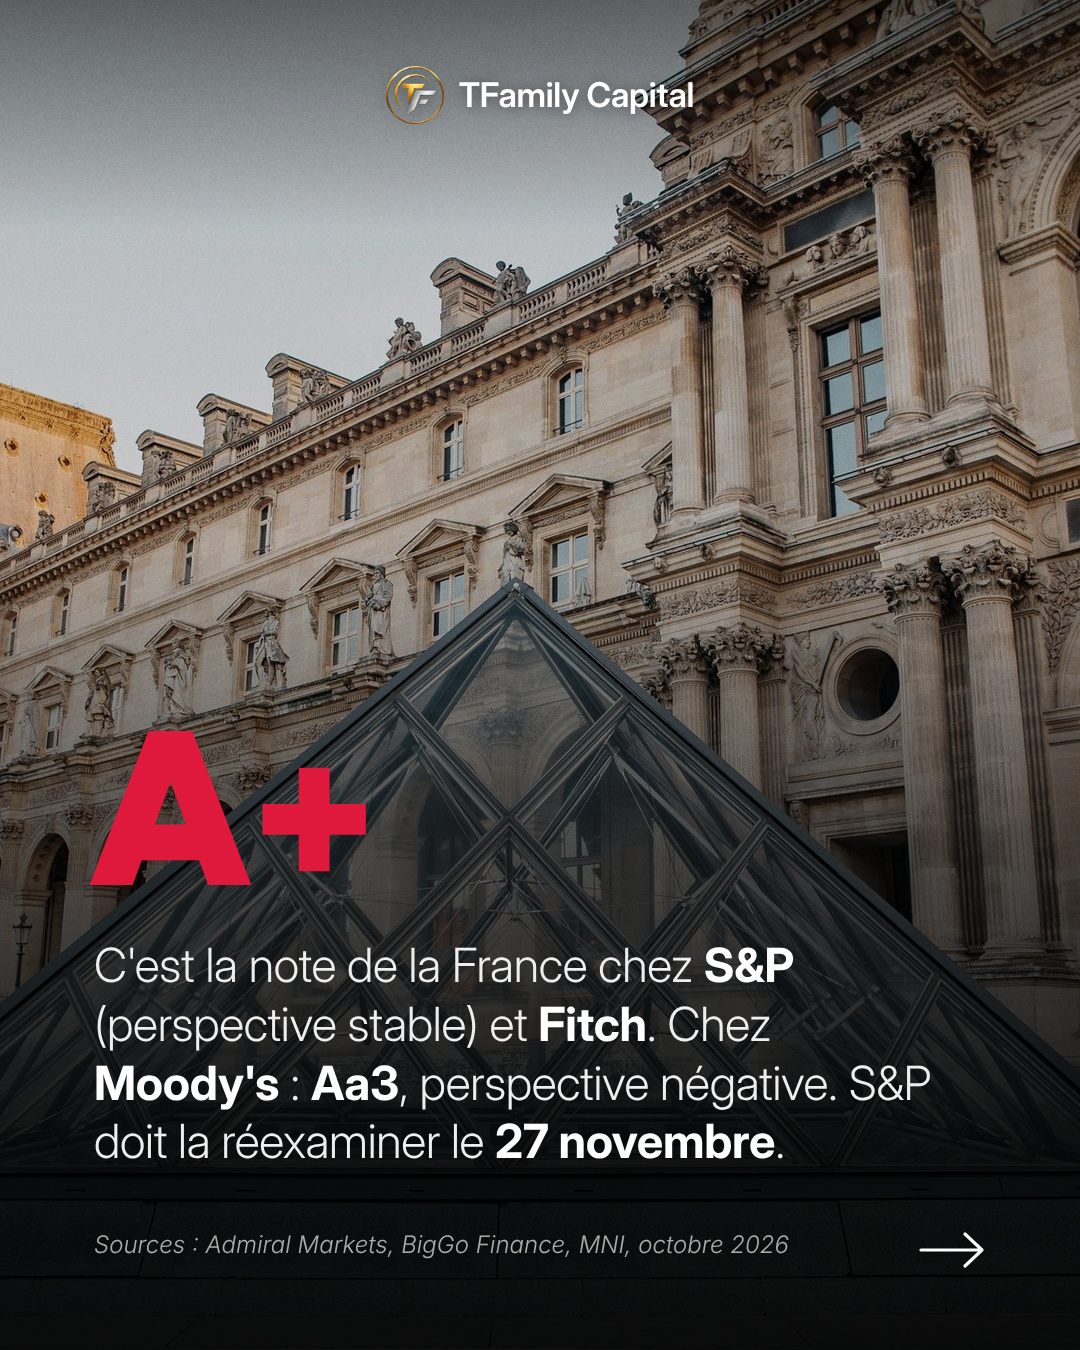 TF TFamily Capital
A+
C'est la note de la France chez S&P
(perspective stable) et Fitch. Chez
Moody's : Aa3, perspective négative. S&P
doit la réexaminer le 27 novembre.
Sources : Admiral Markets, BigGo Finance, MNI, octobre 2026